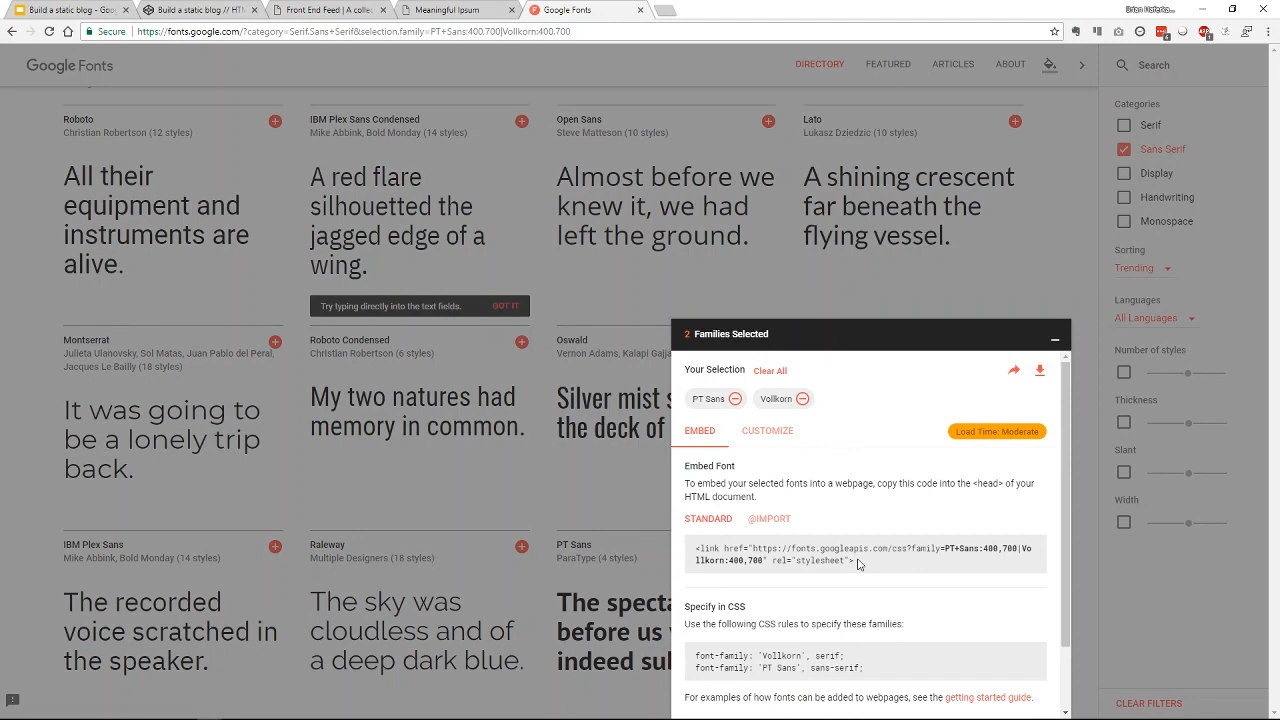 Build a static blog - Goo
Build a static blog // HTM
Front End Feed | A collec
Meaningful Ipsum
Google Fonts
Secure
https://fonts.google.com/?category=Serif,Sans+Serif&selection.family=PT+Sans:400,700|Vollkorn:400,700
Google Fonts
DIRECTORY
FEATURED
ARTICLES
ABOUT
Search
Roboto
Christian Robertson (12 styles)
All their
equipment and
instruments are
alive.
IBM Plex Sans Condensed
Mike Abbink, Bold Monday (14 styles)
A red flare
silhouetted the
jagged edge of a
wing.
Try typing directly into the text fields.
GOT IT
Open Sans
Steve Matteson (10 styles)
Almost before we
knew it, we had
left the ground.
Lato
Łukasz Dziedzic (10 styles)
A shining crescent
far beneath the
flying vessel.
Montserrat
Julieta Ulanovsky, Sol Matas, Juan Pablo del Peral,
Jacques Le Bailly (18 styles)
It was going to
be a lonely trip
back.
Roboto Condensed
Christian Robertson (6 styles)
My two natures had
memory in common.
Oswald
Vernon Adams, Kalapi Gajj
Silver mist s
the deck of
IBM Plex Sans
Mike Abbink, Bold Monday (14 styles)
The recorded
voice scratched in
the speaker.
Raleway
Multiple Designers (18 styles)
The sky was
cloudless and of
a deep dark blue.
PT Sans
ParaType (4 styles)
The specta
before us w
indeed sub
2 Families Selected
Your Selection
Clear All
PT Sans
Vollkorn
EMBED
CUSTOMIZE
Load Time: Moderate
Embed Font
To embed your selected fonts into a webpage, copy this code into the <head> of your
HTML document.
STANDARD
@IMPORT
<link href="https://fonts.googleapis.com/css?family=PT+Sans:400,700|Vo
llkorn:400,700" rel="stylesheet">
Specify in CSS
Use the following CSS rules to specify these families:
font-family: 'Vollkorn', serif;
font-family: 'PT Sans', sans-serif;
For examples of how fonts can be added to webpages, see the getting started guide.
Categories
Serif
Sans Serif
Display
Handwriting
Monospace
Sorting
Trending
Languages
All Languages
Number of styles
Thickness
Slant
Width
CLEAR FILTERS